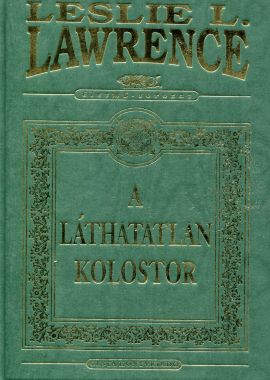 LESLIE L.
LAWRENCE
A
LÁTHATATLAN
KOLOSTOR